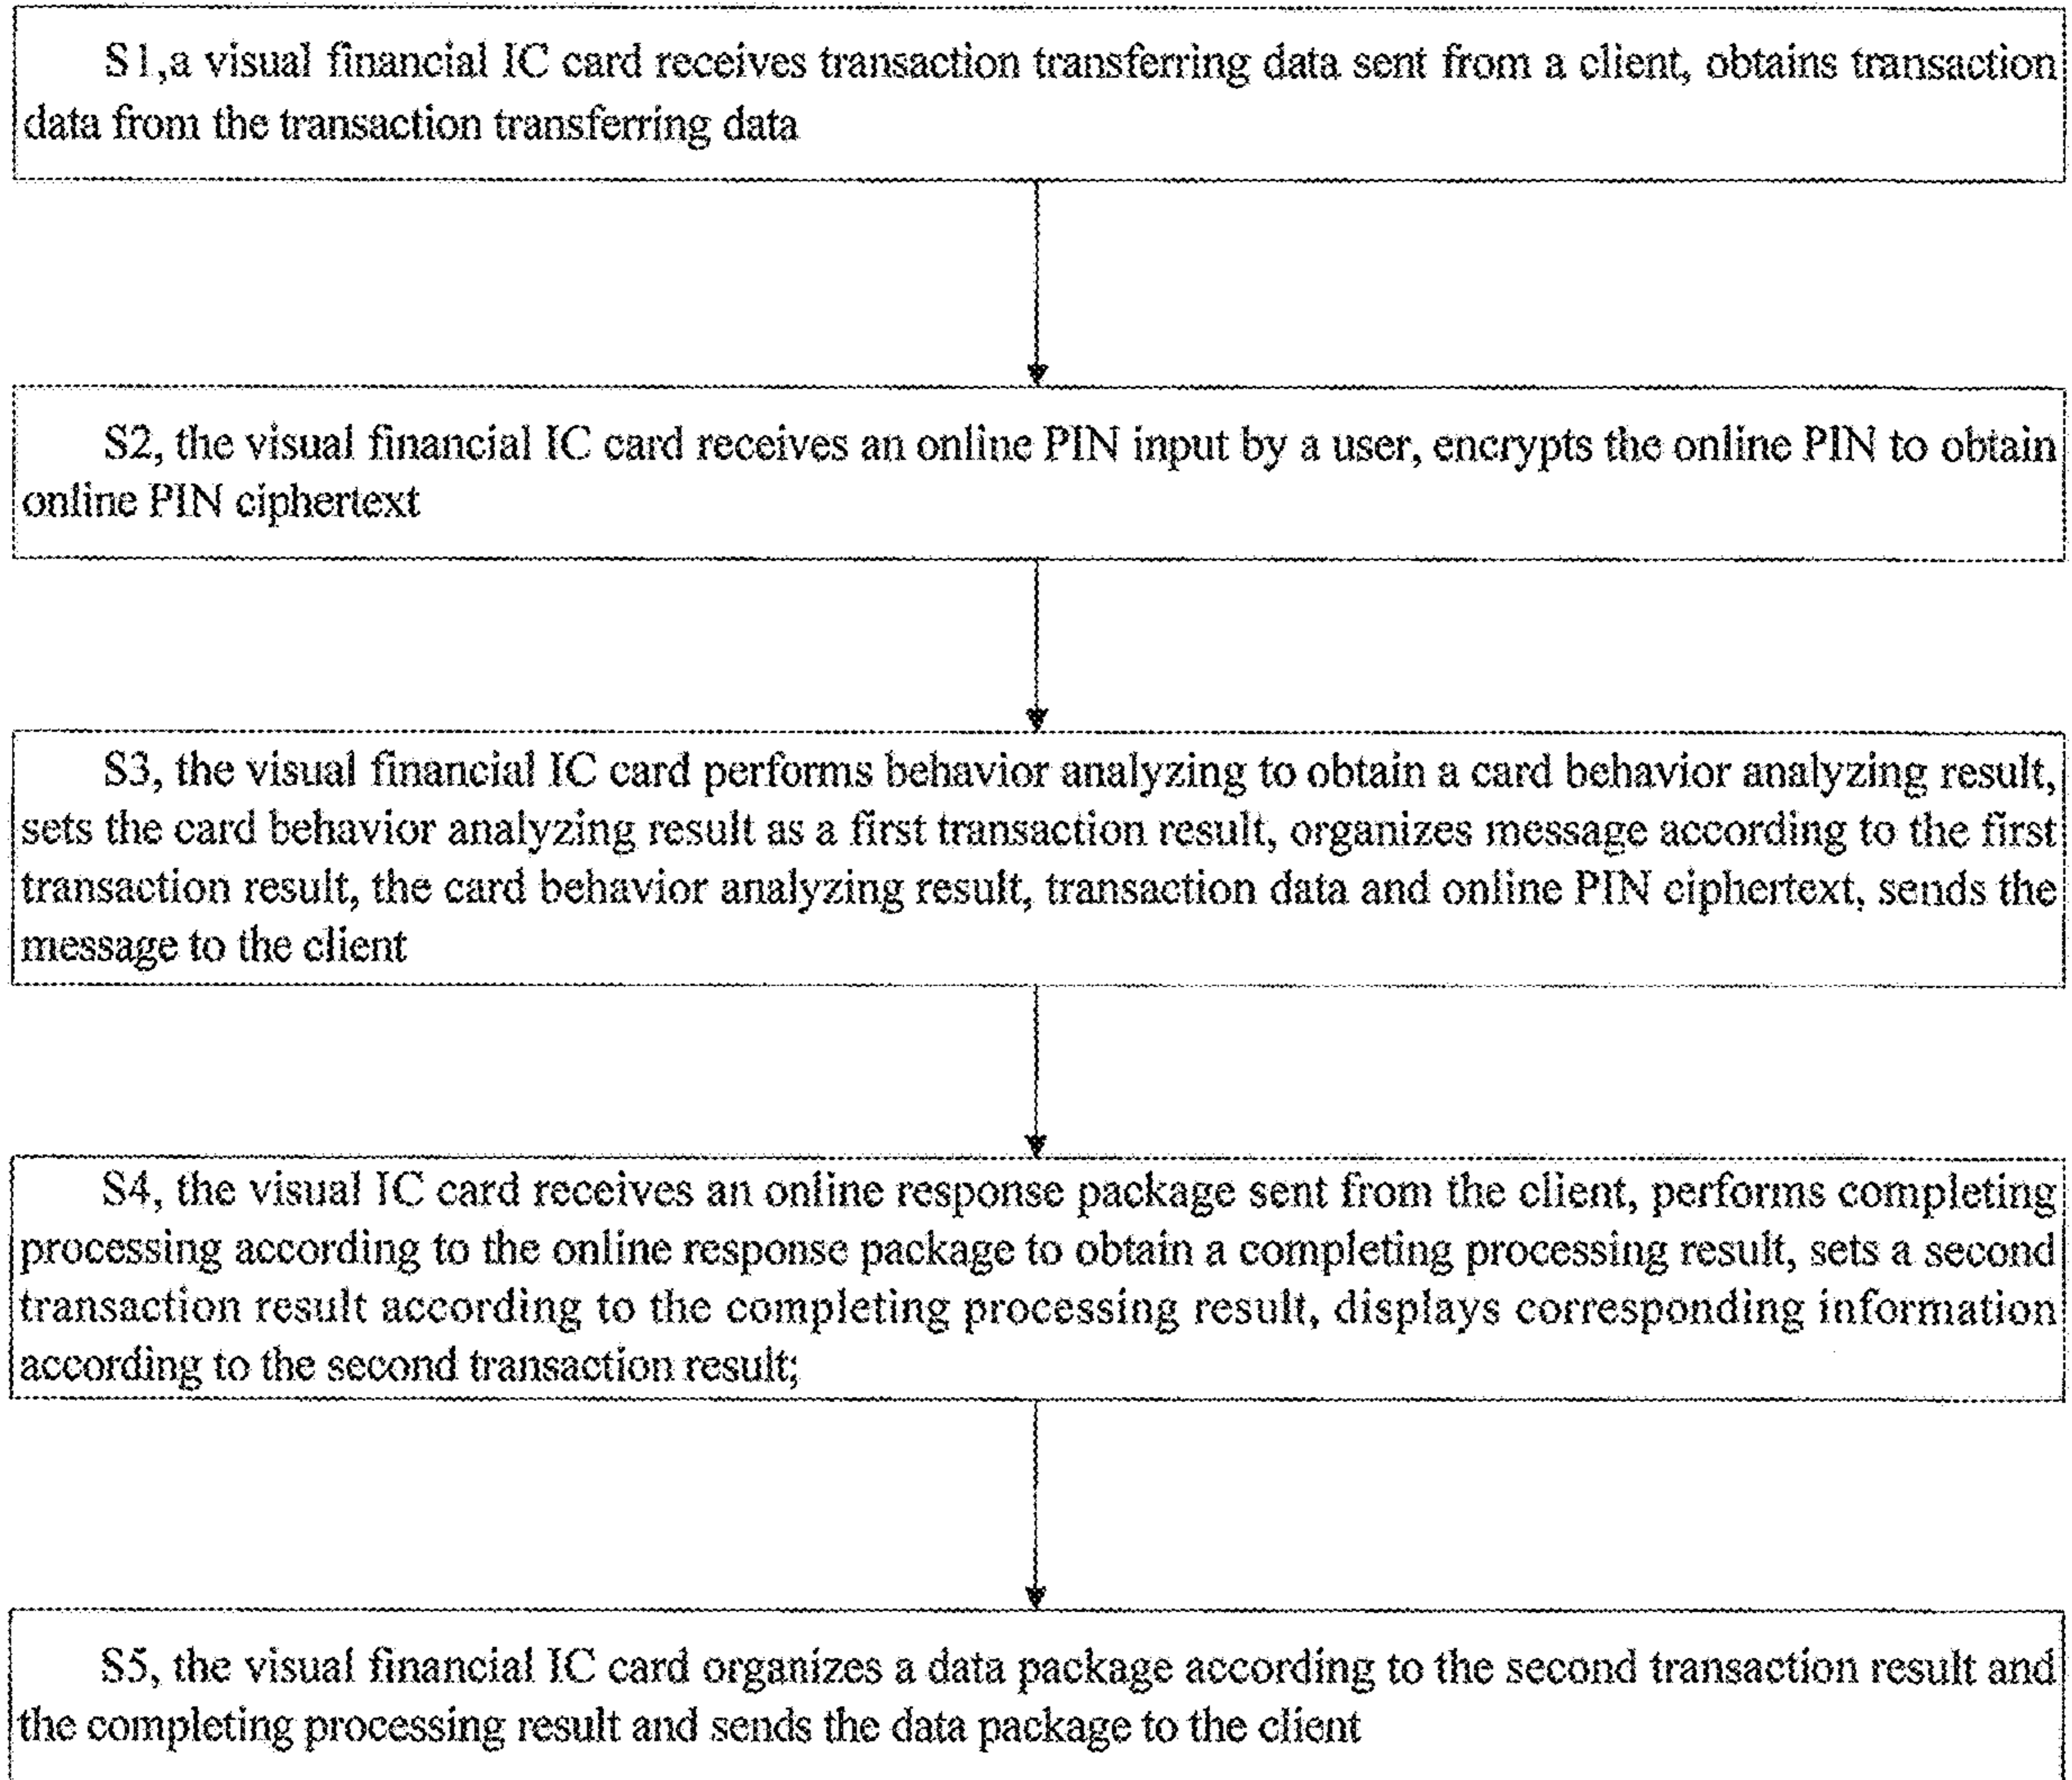 S1,a visual financial IC card receives transaction transferring data sent from a client, obtains transaction
data from the transaction transferring data
S2, the visual financial IC card receives an online PIN input by a user, encrypts the online PIN to obtain
online PIN ciphertext
S3, the visual financial IC card performs behavior analyzing to obtain a card behavior analyzing result,
sets the card behavior analyzing result as a first transaction result, organizes message according to the first
transaction result, the card behavior analyzing result, transaction data and online PIN ciphertext, sends the
message to the client
S4, the visual IC card receives an online response package sent from the client, performs completing
processing according to the online response package to obtain a completing processing result, sets a second
transaction result according to the completing processing result, displays corresponding information
according to the second transaction result;
S5, the visual financial IC card organizes a data package according to the second transaction result and
the completing processing result and sends the data package to the client